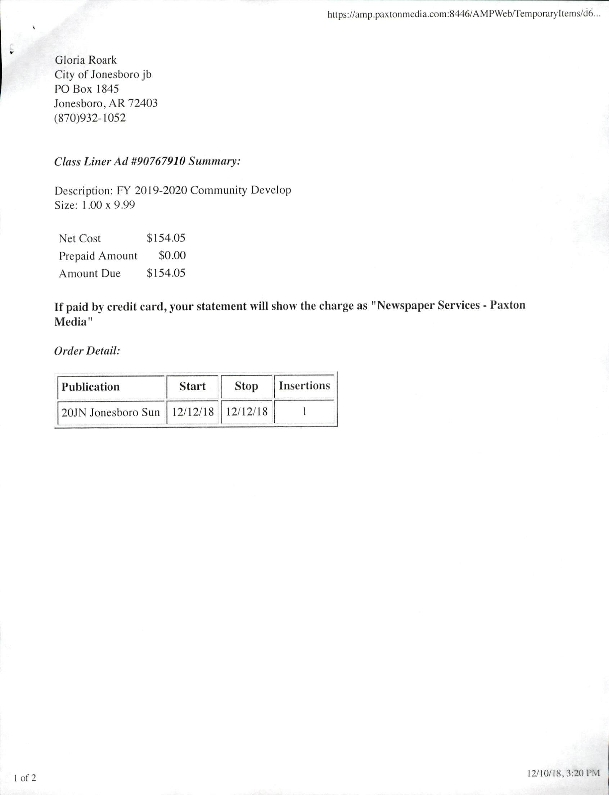 https://amp.paxtonmedia.com:8446/AMPWeb/TemporaryItems/d6...
Gloria Roark
City of Jonesboro jb
PO Box 1845
Jonesboro, AR 72403
(870)932-1052
Class Liner Ad #90767910 Summary:
Description: FY 2019-2020 Community Develop
Size: 1.00 x 9.99
Net Cost $154.05
Prepaid Amount $0.00
Amount Due $154.05
If paid by credit card, your statement will show the charge as "Newspaper Services - Paxton
Media"
Order Detail:
Publication Start Stop Insertions
20JN Jonesboro Sun 12/12/18 12/12/18 1
1 of 2
12/10/18, 3:20 PM